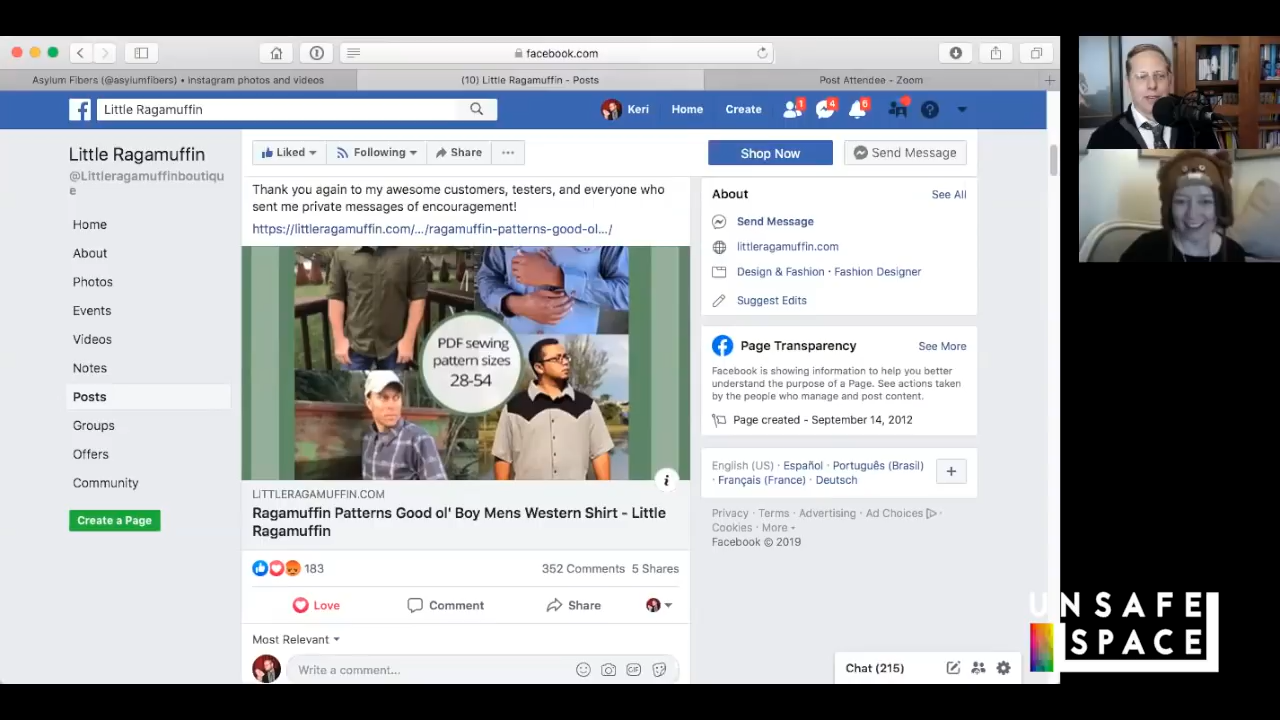 facebook.com
Asylum Fibers (@asylumfibers) • Instagram photos and videos
(10) Little Ragamuffin - Posts
Post Attendee - Zoom
Little Ragamuffin
Keri
Home
Create
1
4
6
Little Ragamuffin
@Littleragamuffinboutiqu
e
Home
About
Photos
Events
Videos
Notes
Posts
Groups
Offers
Community
Create a Page
Liked
Following
Share
Shop Now
Send Message
Thank you again to my awesome customers, testers, and everyone who
sent me private messages of encouragement!
https://littleragamuffin.com/.../ragamuffin-patterns-good-ol.../
PDF sewing
pattern sizes
28-54
LITTLERAGAMUFFIN.COM
Ragamuffin Patterns Good ol' Boy Mens Western Shirt - Little
Ragamuffin
183
352 Comments 5 Shares
Love
Comment
Share
Most Relevant
Write a comment...
GIF
About
See All
Send Message
littleragamuffin.com
Design & Fashion · Fashion Designer
Suggest Edits
Page Transparency
See More
Facebook is showing information to help you better
understand the purpose of a Page. See actions taken
by the people who manage and post content.
Page created - September 14, 2012
English (US) · Español · Português (Brasil)
· Français (France) · Deutsch
Privacy · Terms · Advertising · Ad Choices ·
Cookies · More
Facebook © 2019
Chat (215)
UNSAFE
SPACE